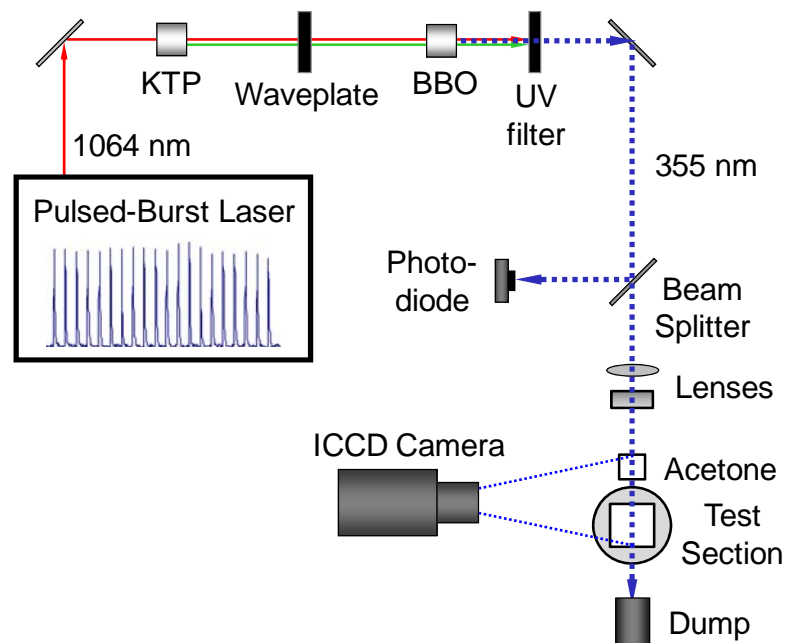 KTP
Waveplate
BBO
UV
filter
1064 nm
355 nm
Pulsed-Burst Laser
Photo-
diode
Beam
Splitter
Lenses
ICCD Camera
Acetone
Test
Section
Dump